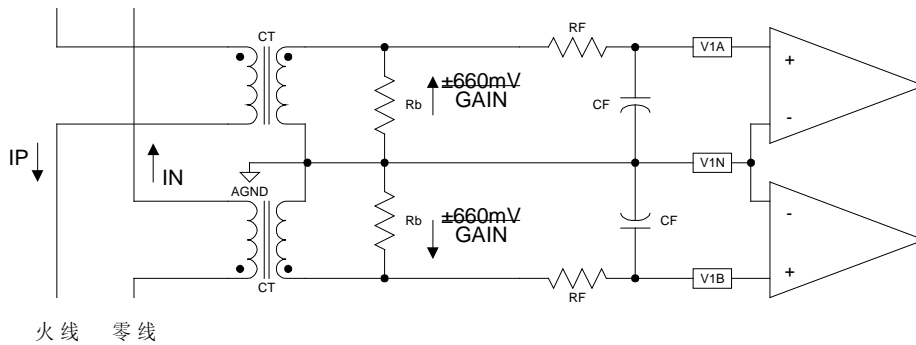 CT
RF
V1A
+
±660mV
GAIN
Rb
CF
-
IP
IN
V1N
AGND
-
±660mV
GAIN
Rb
CF
+
CT
RF
V1B
火线 零线